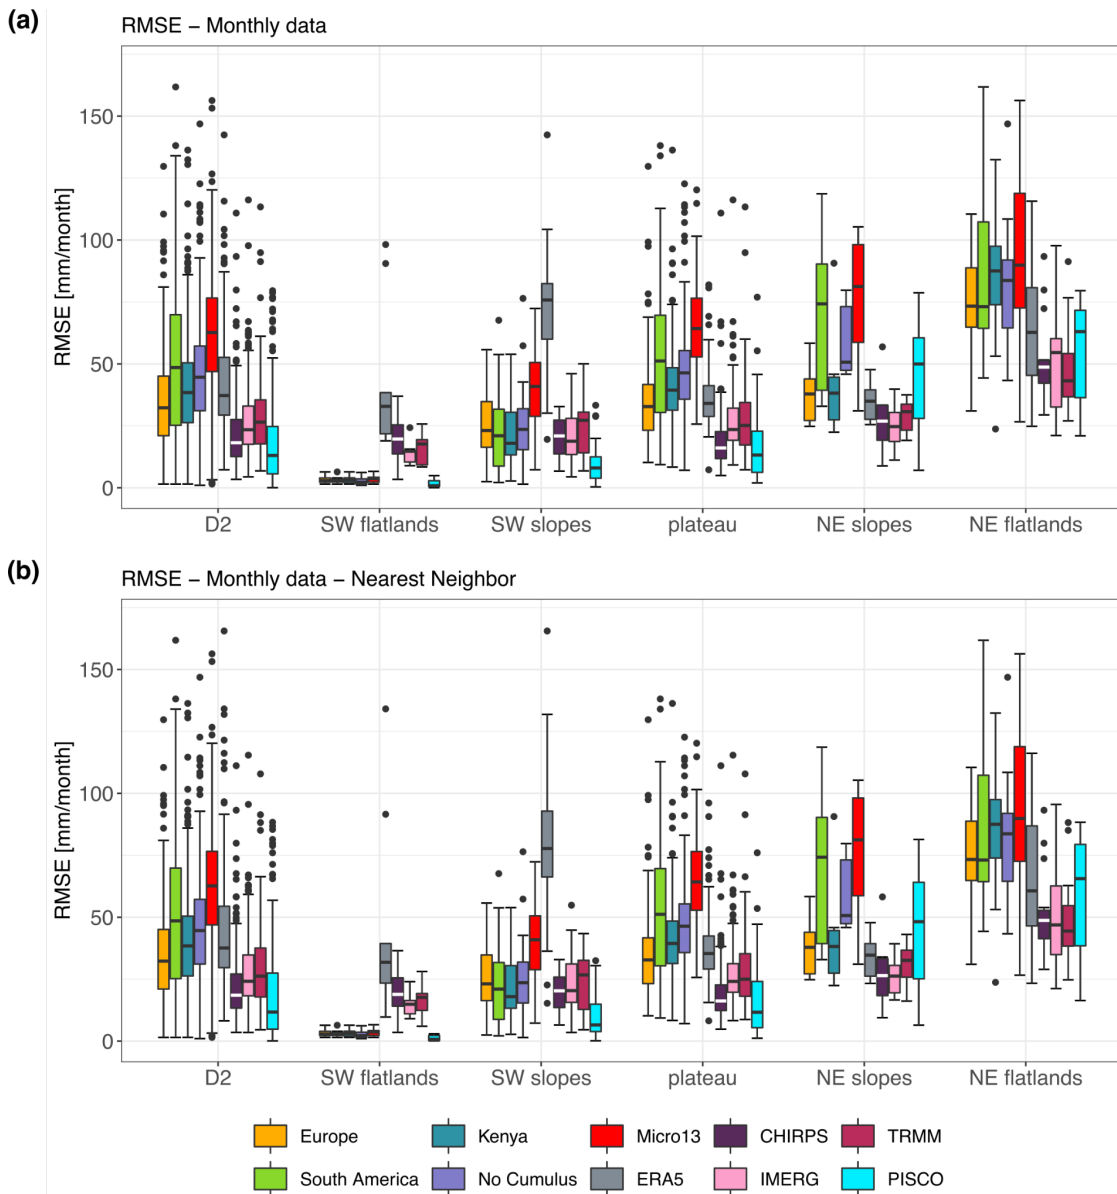 (a)
RMSE – Monthly data
RMSE [mm/month]
150
100
50
0
D2 SW flatlands SW slopes plateau NE slopes NE flatlands
(b)
RMSE – Monthly data – Nearest Neighbor
RMSE [mm/month]
150
100
50
0
D2 SW flatlands SW slopes plateau NE slopes NE flatlands
Europe Kenya Micro13 CHIRPS TRMM
South America No Cumulus ERA5 IMERG PISCO